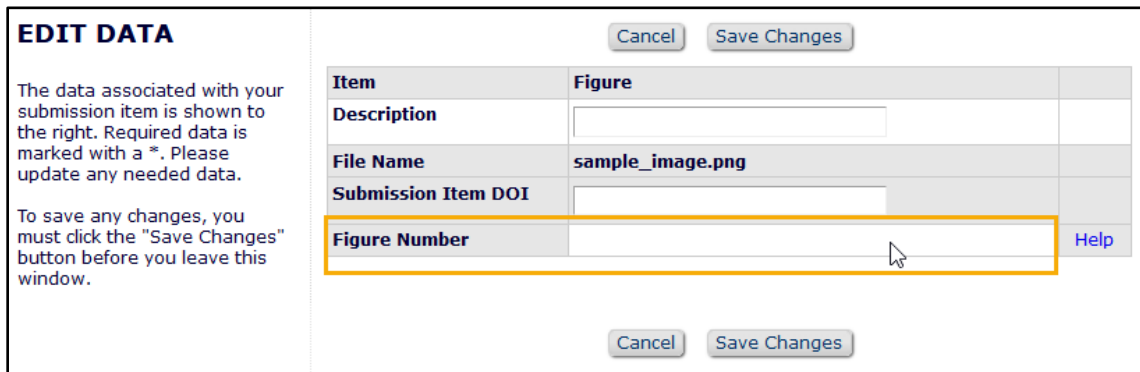 EDIT DATA
The data associated with your
submission item is shown to
the right. Required data is
marked with a *. Please
update any needed data.
To save any changes, you
must click the "Save Changes"
button before you leave this
window.
Cancel Save Changes
Item Figure
Description
File Name sample_image.png
Submission Item DOI
Figure Number Help
Cancel Save Changes